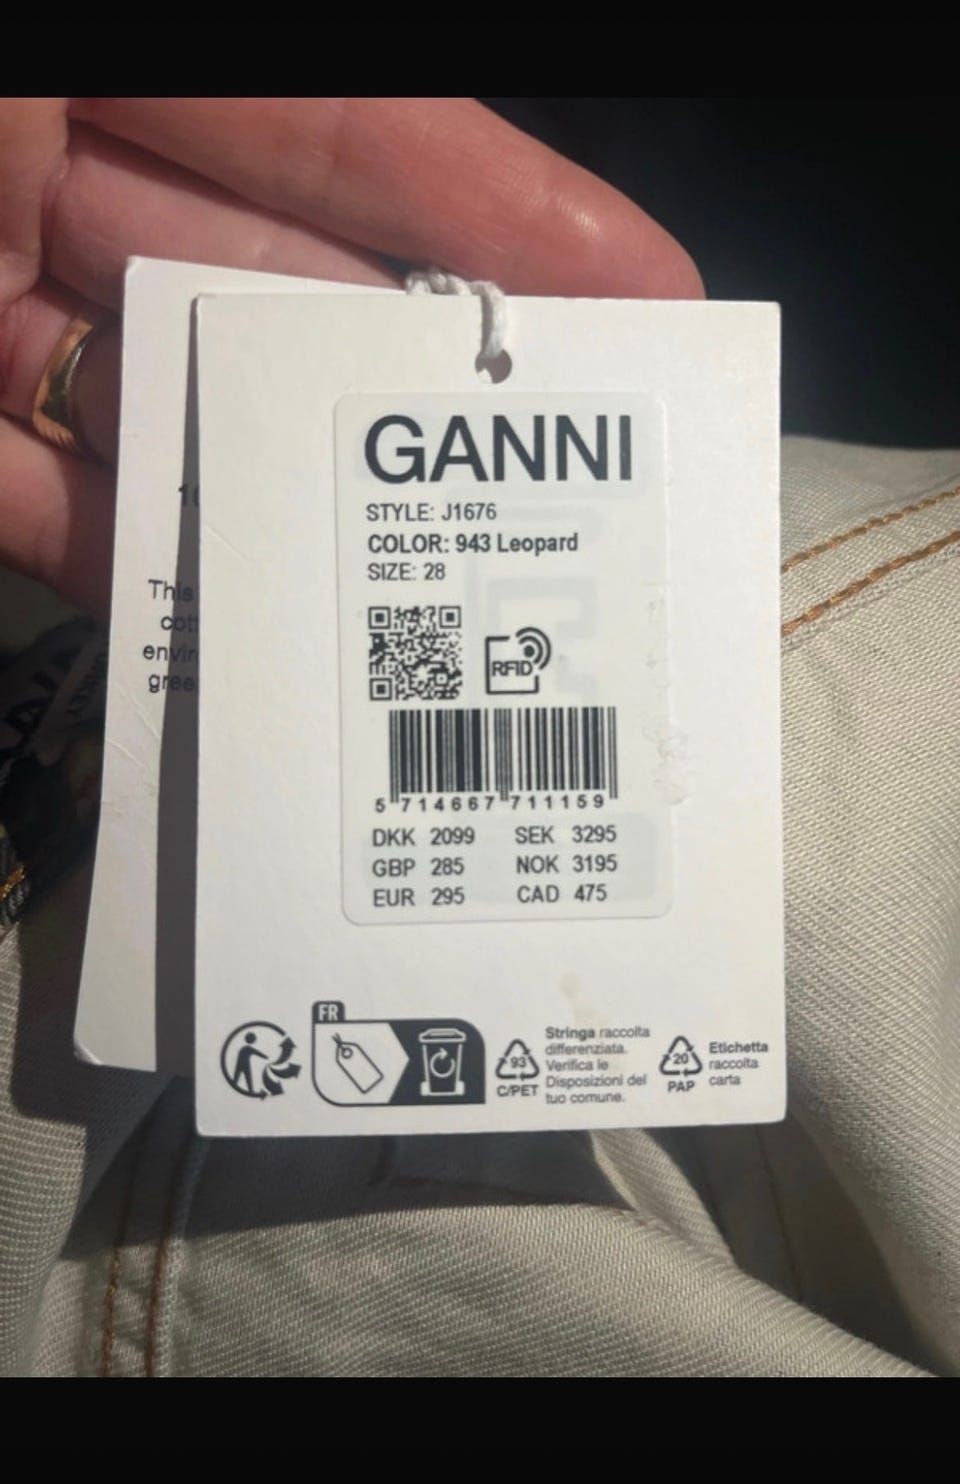 GANNI
STYLE: J1676
COLOR: 943 Leopard
SIZE: 28
RFID
5 714667 711159
DKK 2099 SEK 3295
GBP 285 NOK 3195
EUR 295 CAD 475
This
FR
93
C/PET
Stringa raccolta
differenziata.
Verifica le
Disposizioni del
tuo comune.
20
PAP
Etichetta
raccolta
carta